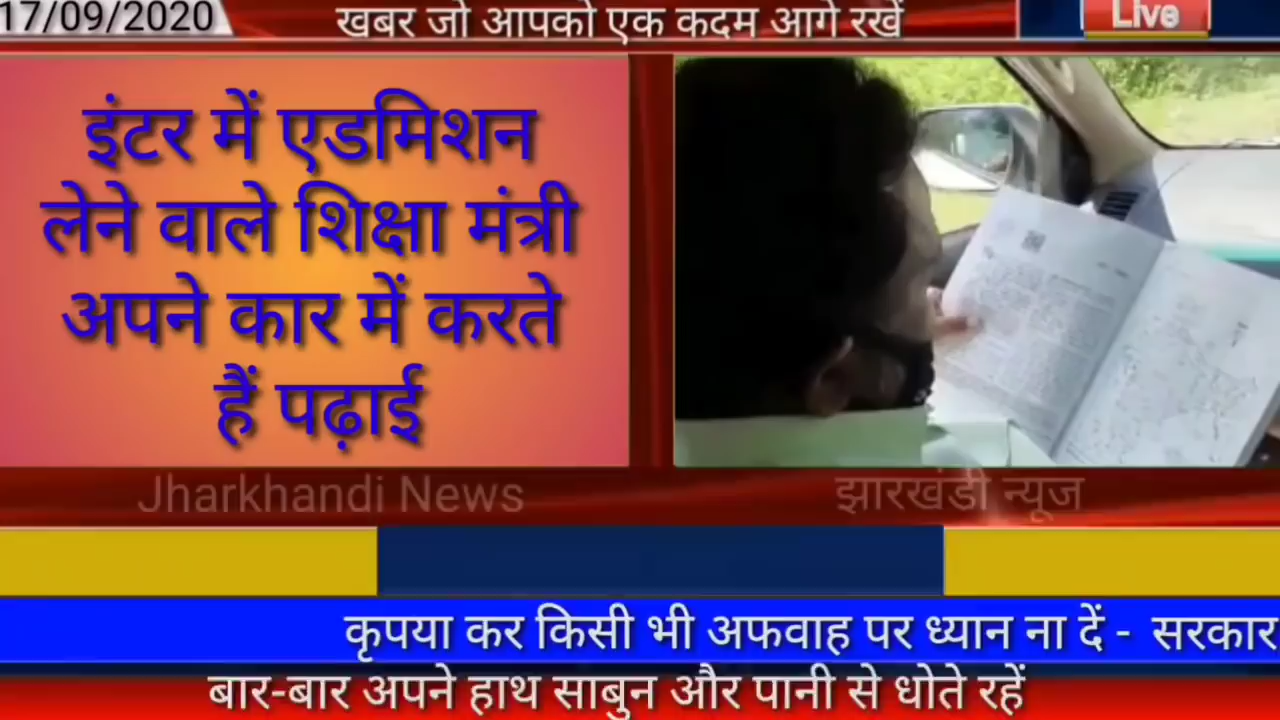 17/09/2020
खबर जो आपको एक कदम आगे रखें
Live
इंटर में एडमिशन
लेने वाले शिक्षा मंत्री
अपने कार में करते
हैं पढ़ाई
Jharkhandi News
झारखंडी न्यूज
कृपया कर किसी भी अफवाह पर ध्यान ना दें - सरकार
बार-बार अपने हाथ साबुन और पानी से धोते रहें